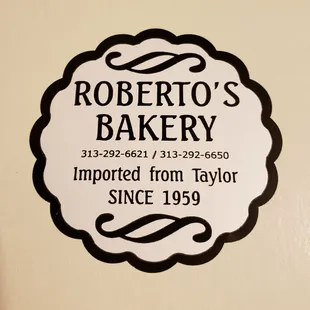 ROBERTO'S
BAKERY
313-292-6621 / 313-292-6650
Imported from Taylor
SINCE 1959